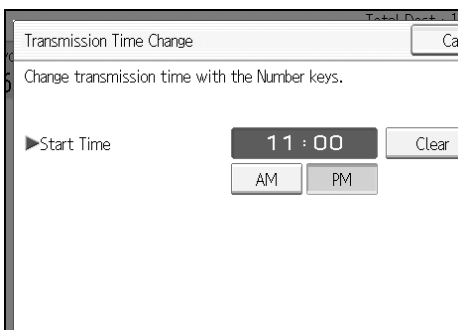 Transmission Time Change
Change transmission time with the Number keys.
▶Start Time 11:00 Clear
AM PM